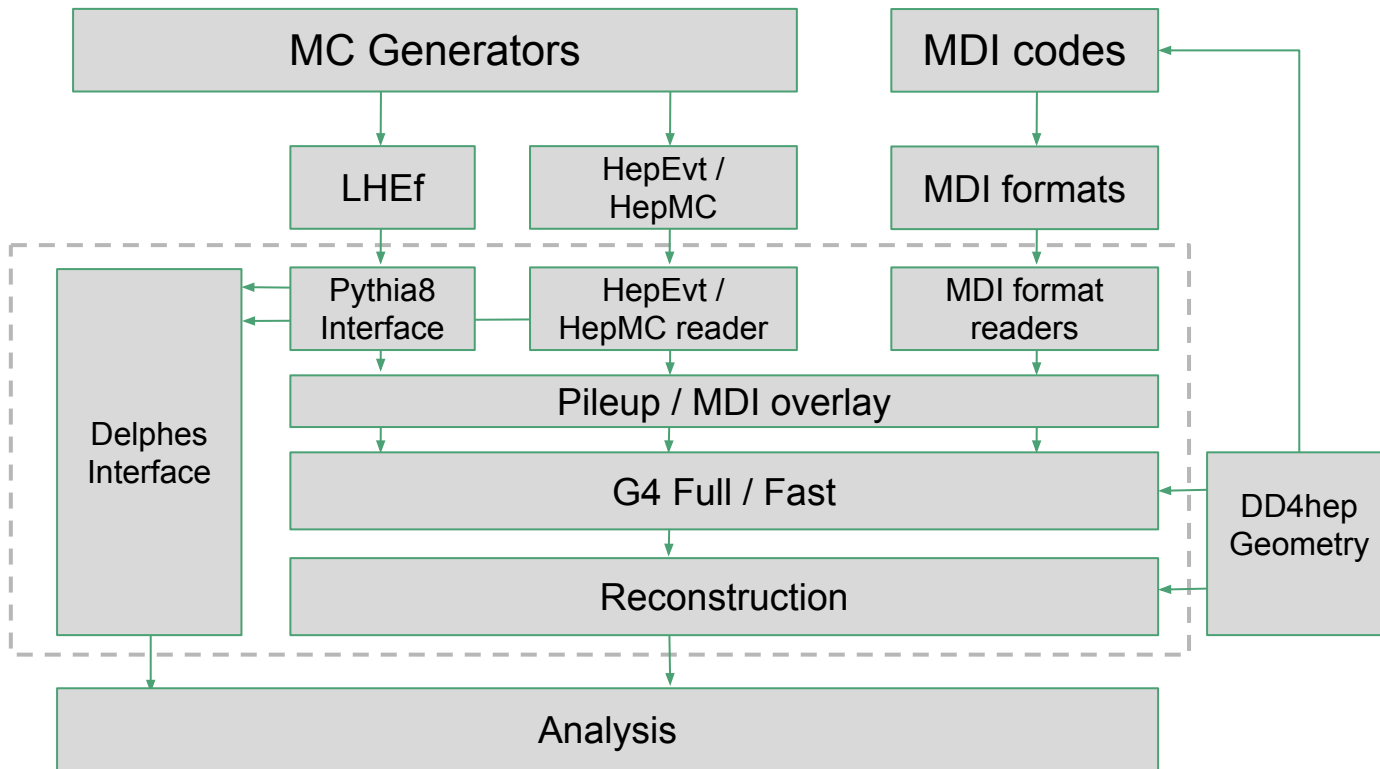 MC Generators
MDI codes
LHEf
HepEvt /
HepMC
MDI formats
Pythia8
Interface
HepEvt /
HepMC reader
MDI format
readers
Pileup / MDI overlay
Delphes
Interface
G4 Full / Fast
DD4hep
Geometry
Reconstruction
Analysis